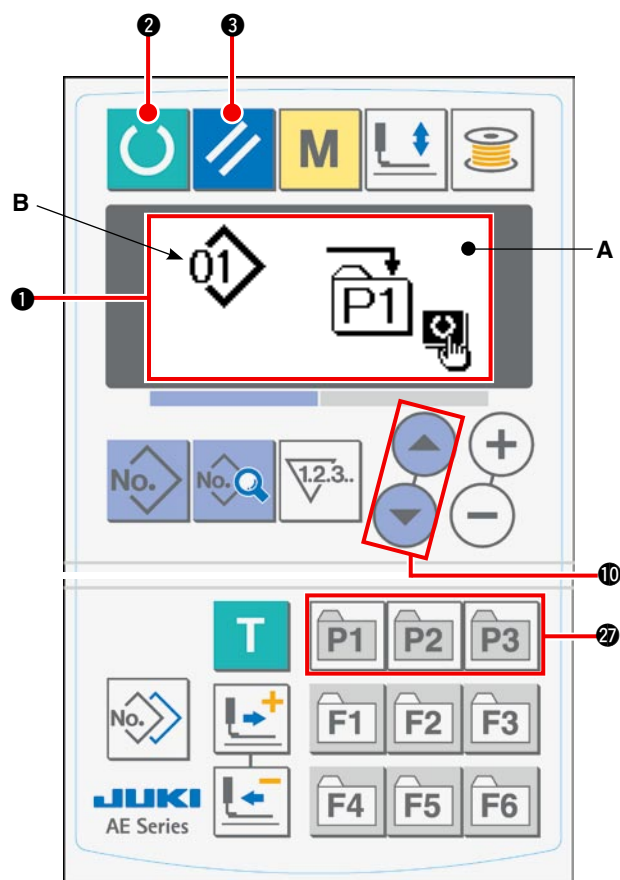 ❷ ❸
M
B
A
01
P1
❶
No. No. 1.2.3..
+
−
❿
T P1 P2 P3
㉗
No. + F1 F2 F3
JUKI − F4 F5 F6
AE Series